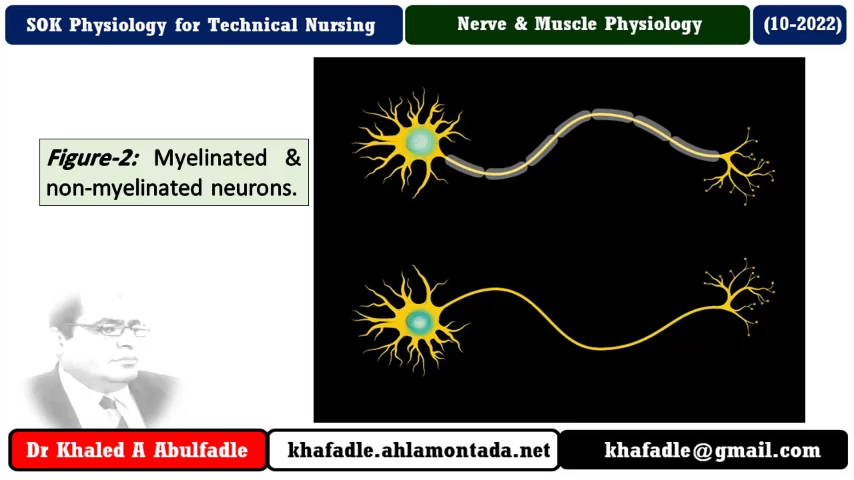 SOK Physiology for Technical Nursing
Nerve & Muscle Physiology
(10-2022)
Figure-2: Myelinated &
non-myelinated neurons.
Dr Khaled A Abulfadle
khafadle.ahlamontada.net
khafadle@gmail.com